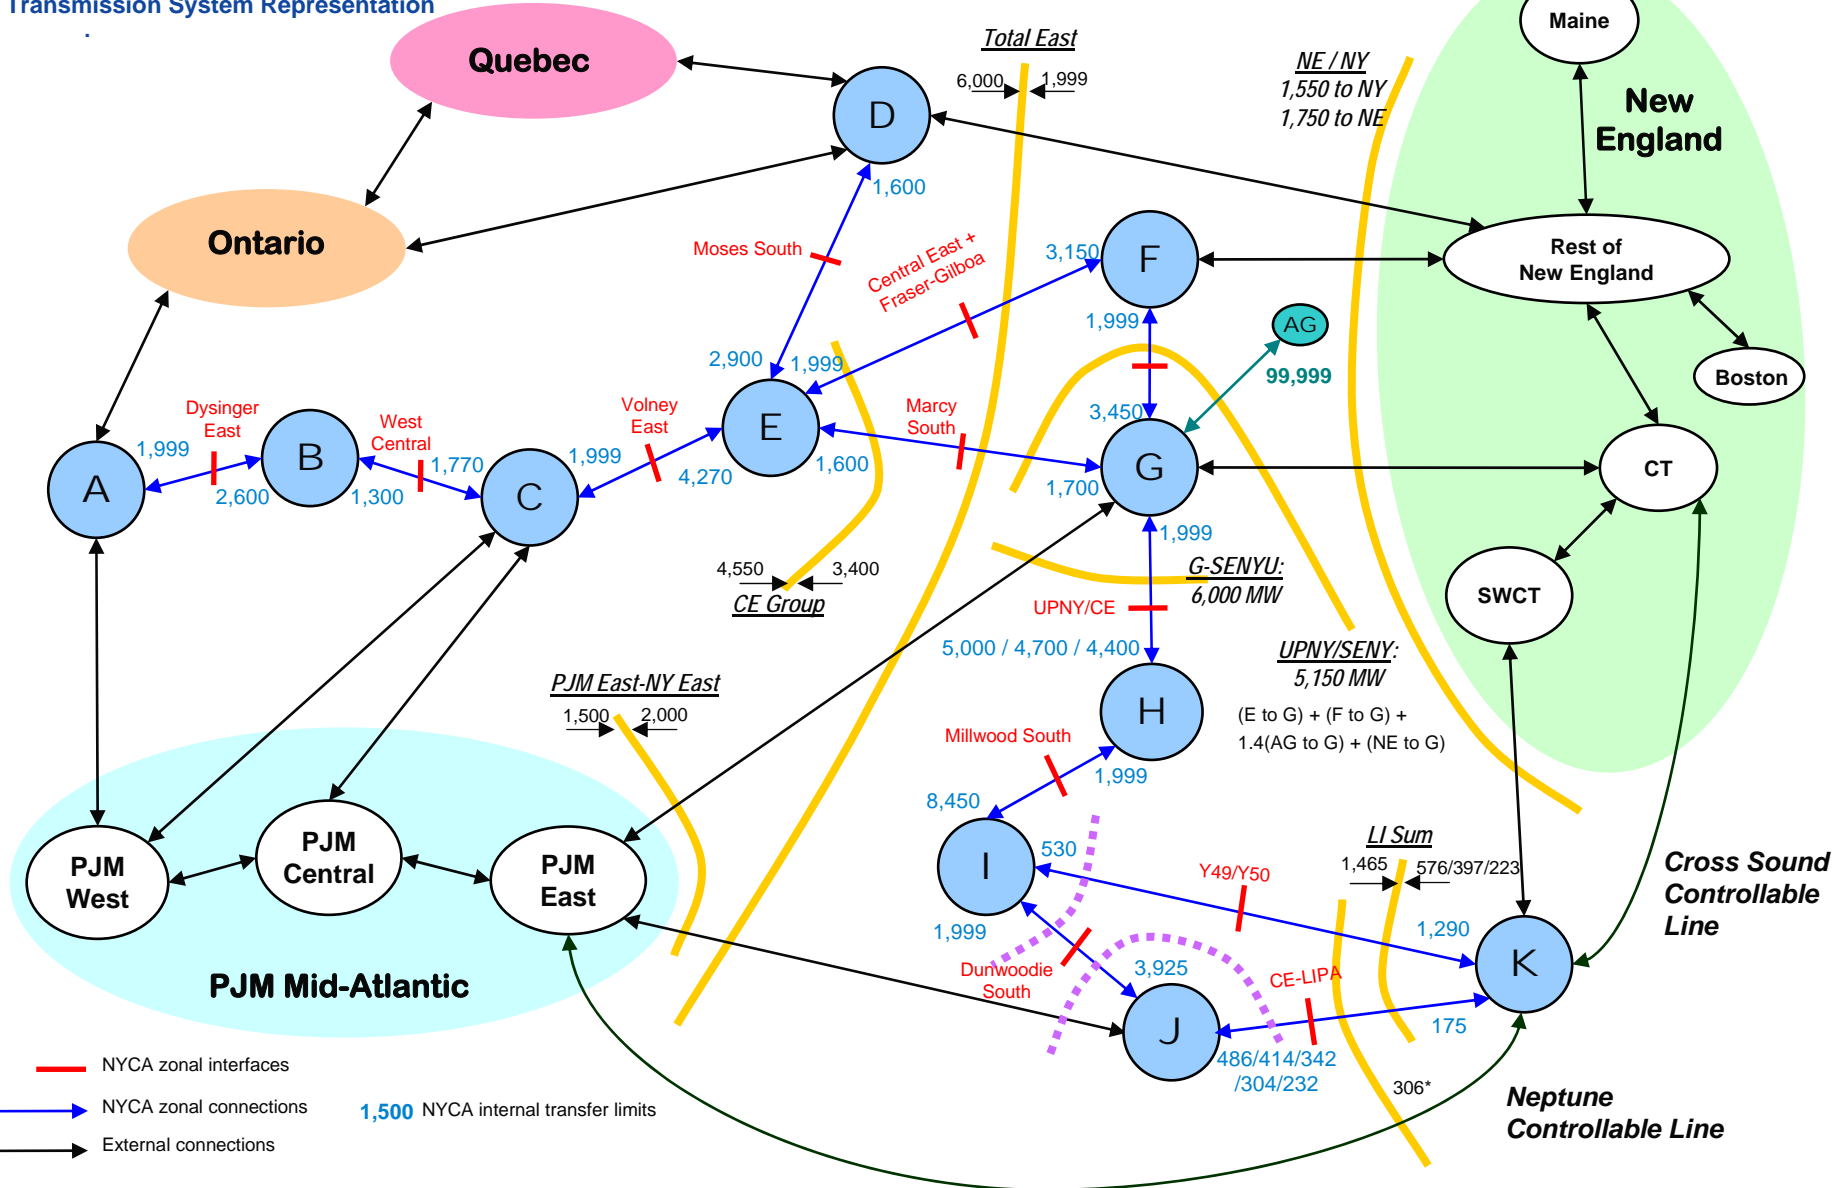 Transmission System Representation
.
Quebec
Ontario
D
Total East
6,000
1,999
NE / NY
1,550 to NY
1,750 to NE
Maine
New
England
Rest of
New England
Boston
CT
SWCT
1,600
Moses South
Central East +
Fraser-Gilboa
3,150
F
1,999
AG
99,999
3,450
G
1,700
1,999
2,900
1,999
E
1,600
Marcy
South
Volney
East
1,999
4,270
Dysinger
East
1,999
2,600
A
B
West
Central
1,770
1,300
C
4,550
3,400
CE Group
G-SENYU:
6,000 MW
UPNY/CE
5,000 / 4,700 / 4,400
UPNY/SENY:
5,150 MW
(E to G) + (F to G) +
1.4(AG to G) + (NE to G)
H
Millwood South
1,999
8,450
PJM East-NY East
1,500
2,000
PJM
West
PJM
Central
PJM
East
PJM Mid-Atlantic
I
530
1,999
Y49/Y50
LI Sum
1,465
576/397/223
1,290
K
Cross Sound
Controllable
Line
Dunwoodie
South
3,925
J
CE-LIPA
175
486/414/342
/304/232
306*
Neptune
Controllable Line
NYCA zonal interfaces
NYCA zonal connections
1,500 NYCA internal transfer limits
External connections